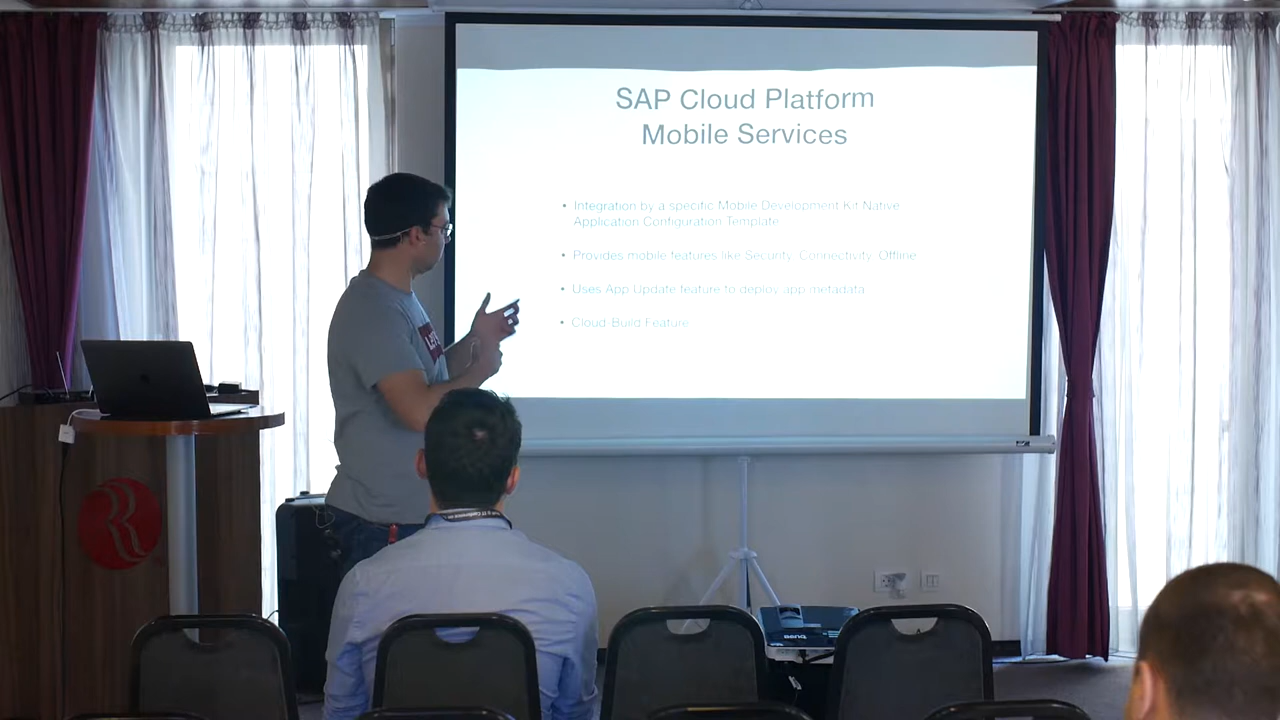 SAP Cloud Platform
Mobile Services
• Integration by a specific Mobile Development Kit Native
Application Configuration Template
• Provides mobile features like Security, Connectivity, Offline
• Uses App Update feature to deploy app metadata
• Cloud-Build Feature
BenQ